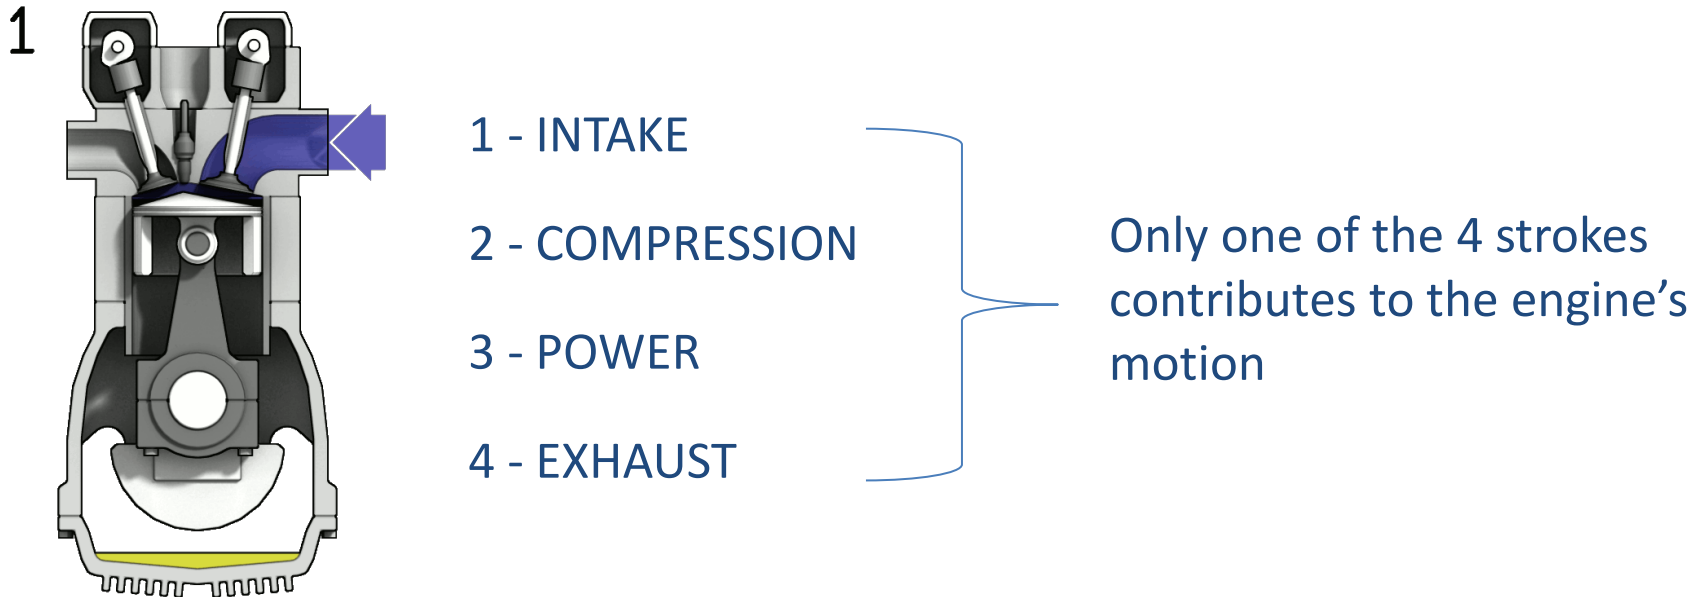 1
1 - INTAKE
2 - COMPRESSION
3 - POWER
4 - EXHAUST
Only one of the 4 strokes
contributes to the engine’s
motion